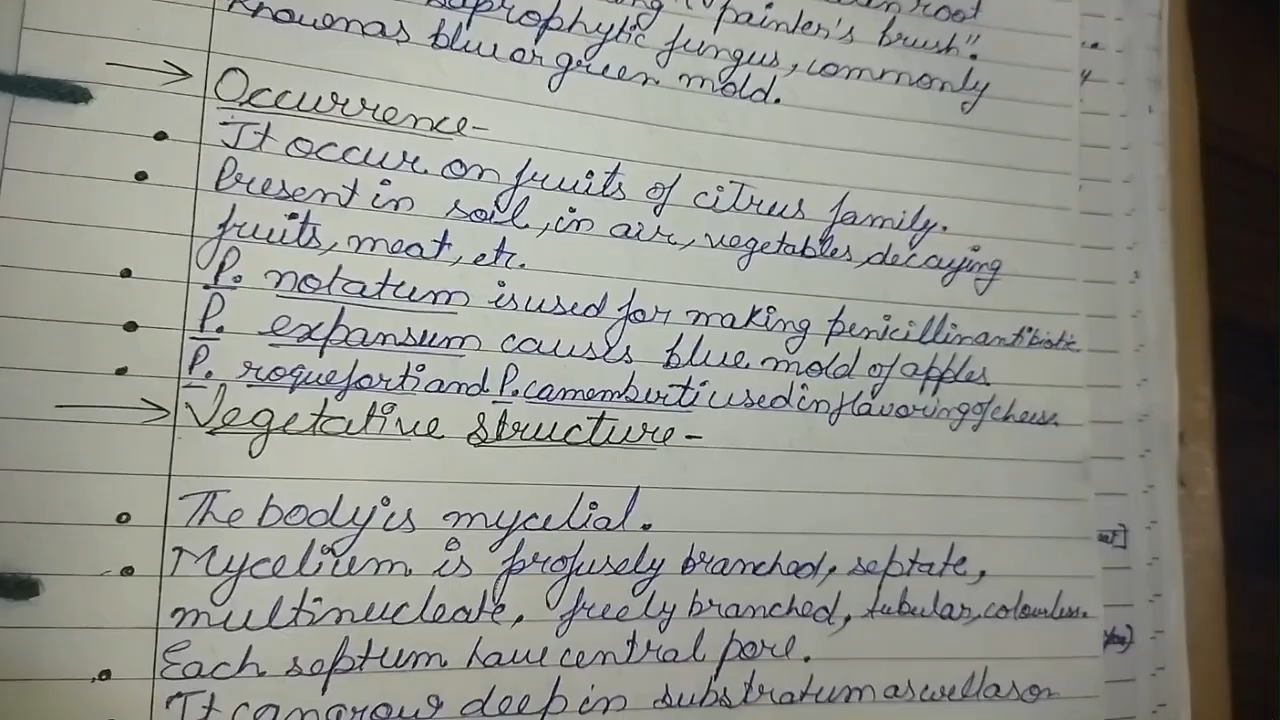 root
painter's brush".
Saprophytic fungus, commonly
Knownas blue or green mold.
Occurrence-
It occur on fruits of citrus family.
Present in soil, in air, vegetables, decaying
fruits, meat, etc.
P. notatum is used for making penicillin antibiotic
P. expansum causes blue mold of apples
P. roqueforti and P. camemburti used in flavoring of cheese.
Vegetative structure-
The body is mycelial.
Mycelium is profusely branched, septate,
multinucleate, freely branched, tubular, colourless.
Each septum have central pore.
It can grow deep in substratum as well as on